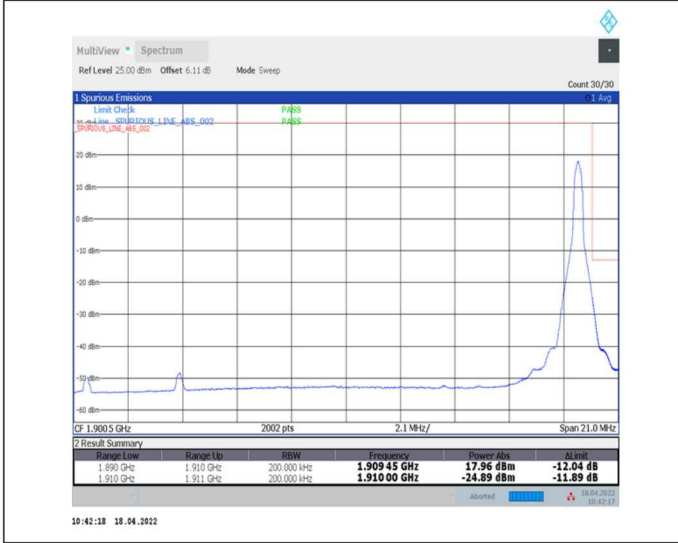 MultiView Spectrum
Ref Level 25.00 dBm Offset 6.11 dB Mode Sweep
Count 30/30
1 Spurious Emissions 1 Avg
Limit Check PASS
Line _SPURIOUS_LINE_ABS_002 PASS
_SPURIOUS_LINE_ABS_002
20 dBm
10 dBm
0 dBm
-10 dBm
-20 dBm
-30 dBm
-40 dBm
-50 dBm
-60 dBm
CF 1.9005 GHz 2002 pts 2.1 MHz/ Span 21.0 MHz
2 Result Summary
Range Low Range Up RBW Frequency Power Abs ΔLimit
1.890 GHz 1.910 GHz 200.000 kHz 1.90945 GHz 17.96 dBm -12.04 dB
1.910 GHz 1.911 GHz 200.000 kHz 1.91000 GHz -24.89 dBm -11.89 dB
Aborted 18.04.2022
10:42:17
10:42:18 18.04.2022